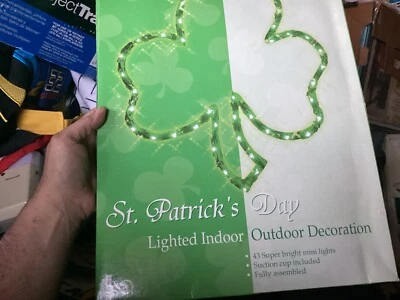 St. Patrick's Day
Lighted Indoor Outdoor Decoration
• 43 Super bright mini lights
• Suction cup included
• Fully assembled